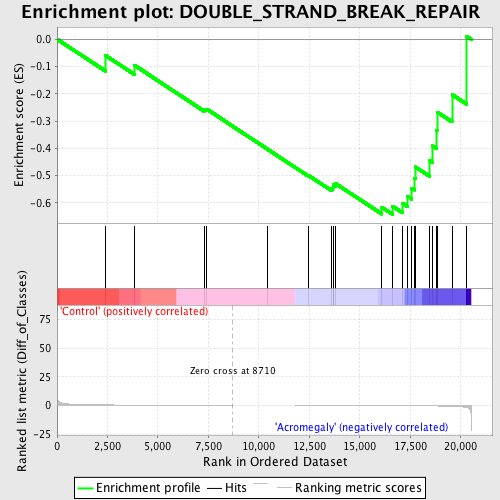 Enrichment plot: DOUBLE_STRAND_BREAK_REPAIR
Enrichment score (ES)
0.0
-0.1
-0.2
-0.3
-0.4
-0.5
-0.6
'Control' (positively correlated)
Ranked list metric (Diff_of_Classes)
75
50
25
0
-25
Zero cross at 8710
'Acromegaly' (negatively correlated)
0 2,500 5,000 7,500 10,000 12,500 15,000 17,500 20,000
Rank in Ordered Dataset
Enrichment profile Hits Ranking metric scores